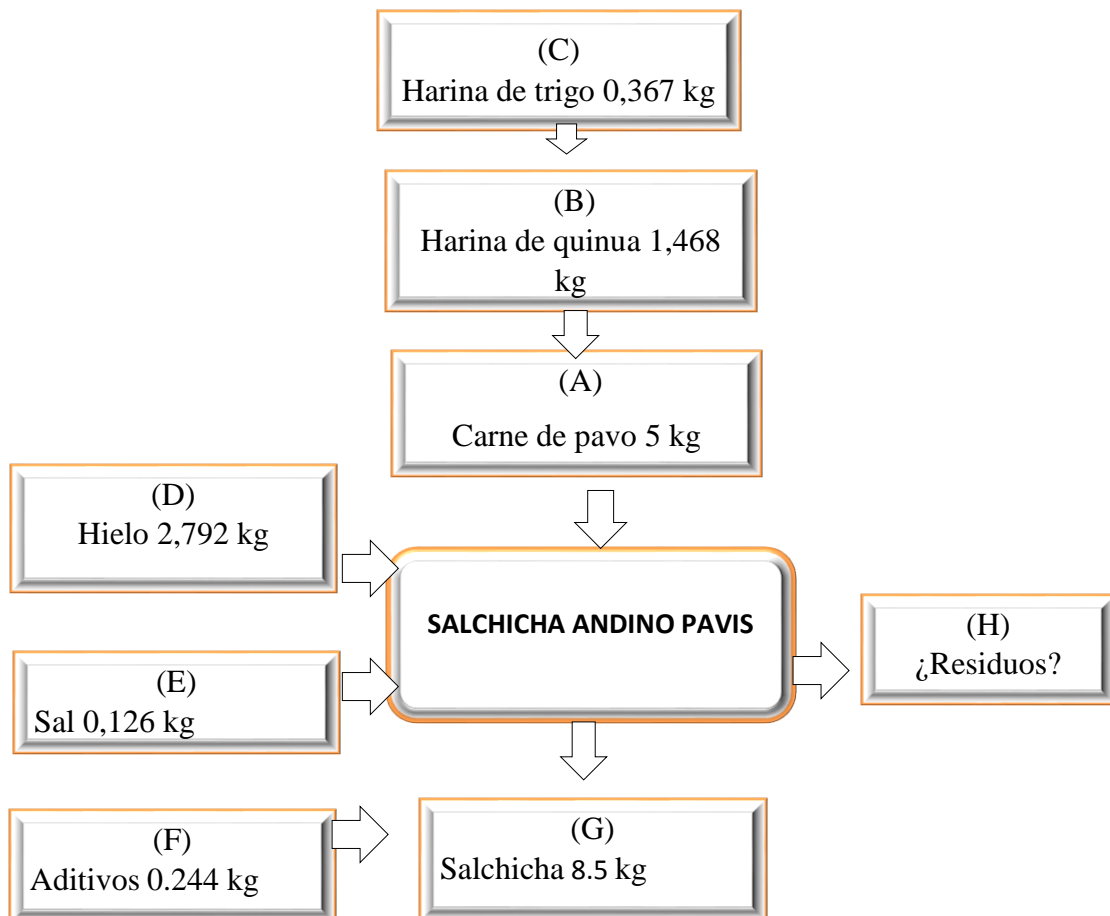 (C)
Harina de trigo 0,367 kg
(B)
Harina de quinua 1,468
kg
(A)
Carne de pavo 5 kg
(D)
Hielo 2,792 kg
SALCHICHA ANDINO PAVIS
(H)
¿Residuos?
(E)
Sal 0,126 kg
(F)
Aditivos 0.244 kg
(G)
Salchicha 8.5 kg